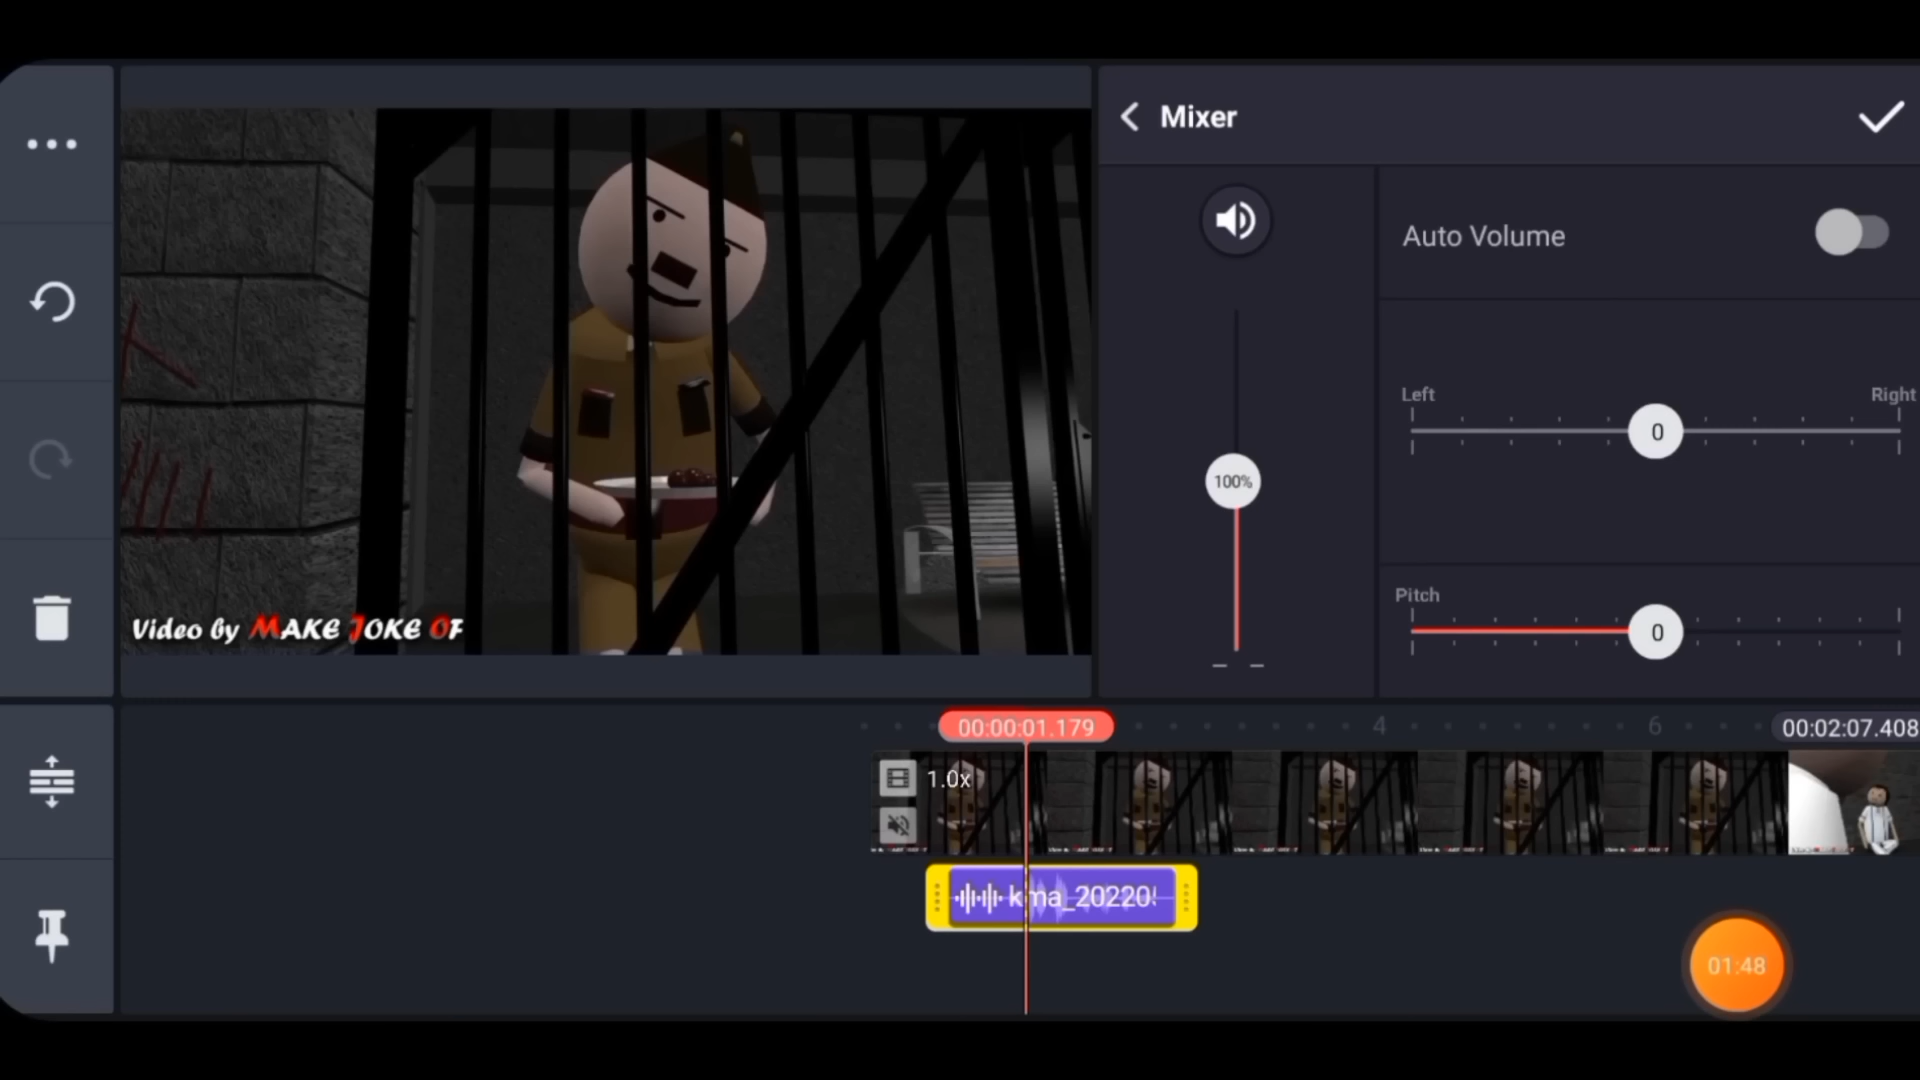 Mixer
Auto Volume
Left
Right
0
100%
Pitch
0
Video by MAKE JOKE OF
00:00:01.179
4
6
00:02:07.408
1.0x
kma_20220
01:48